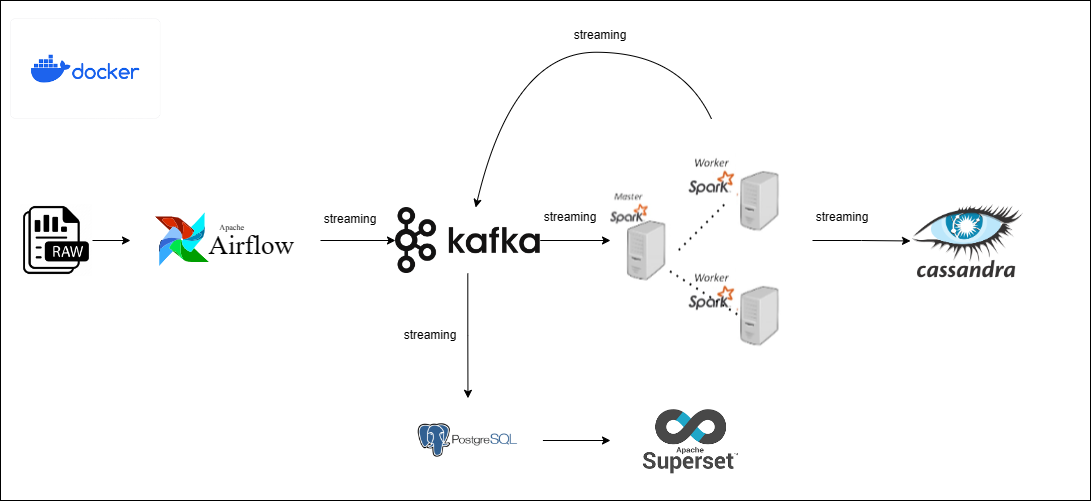 streaming
docker
Worker
Spark
Master
Spark
RAW
Apache
Airflow
streaming
kafka
streaming
streaming
cassandra
Worker
Spark
streaming
PostgreSQL
Apache
Superset